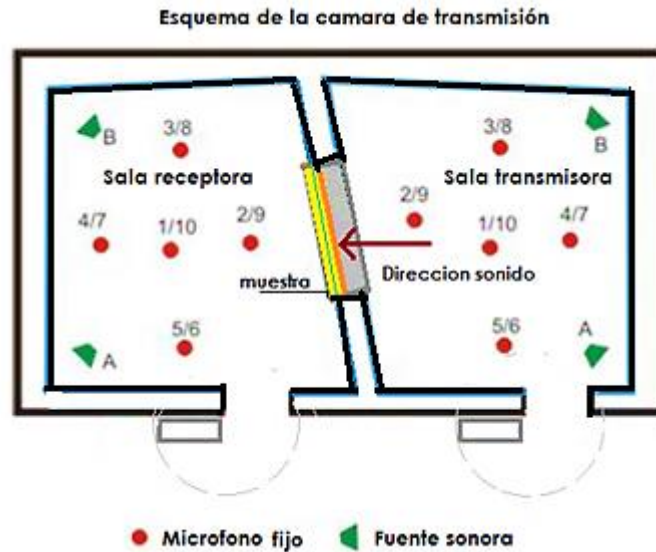 Esquema de la camara de transmisión
3/8
3/8
B
B
Sala receptora
Sala transmisora
4/7
1/10
2/9
2/9
1/10
4/7
muestra
Direccion sonido
5/6
5/6
A
A
Microfono fijo
Fuente sonora